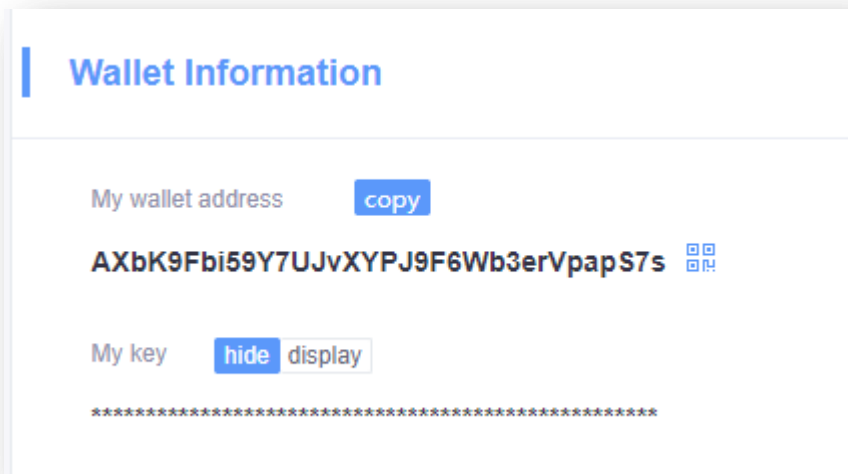 Wallet Information
My wallet address copy
AXbK9Fbi59Y7UJvXYPJ9F6Wb3erVpapS7s
My key hide display
****************************************************